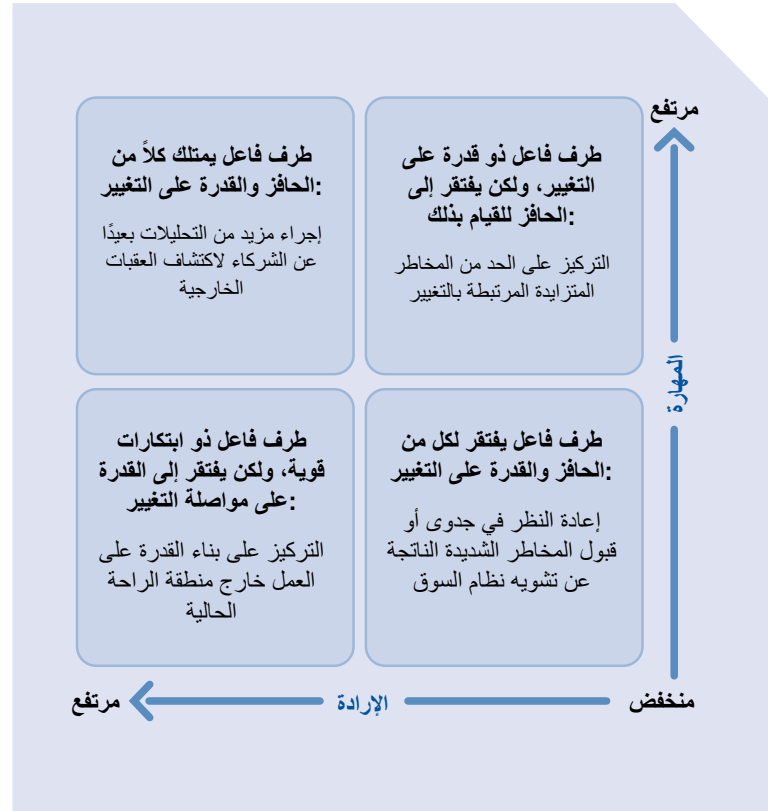 مرتفع
طرف فاعل ذو قدرة على
التغيير، ولكن يفتقر إلى
الحافز للقيام بذلك:
التركيز على الحد من المخاطر
المتزايدة المرتبطة بالتغيير
طرف فاعل يمتلك كلاً من
الحافز والقدرة على التغيير:
إجراء مزيد من التحليلات بعيدًا
عن الشركاء لاكتشاف العقبات
الخارجية
المهارة
طرف فاعل يفتقر لكل من
الحافز والقدرة على التغيير:
إعادة النظر في جدوى أو
قبول المخاطر الشديدة الناتجة
عن تشويه نظام السوق
طرف فاعل ذو ابتكارات
قوية، ولكن يفتقر إلى القدرة
على مواصلة التغيير:
التركيز على بناء القدرة على
العمل خارج منطقة الراحة
الحالية
منخفض
الإرادة
مرتفع